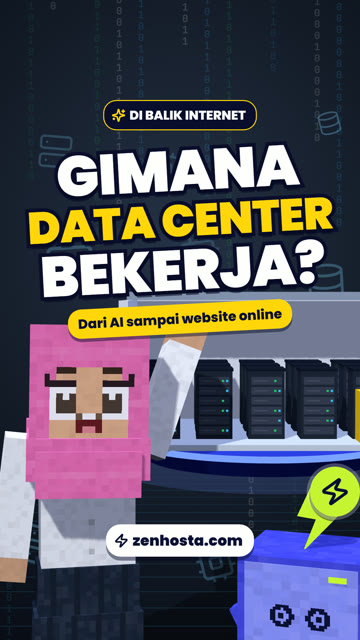 DI BALIK INTERNET
GIMANA
DATA CENTER
BEKERJA?
Dari AI sampai website online
zenhosta.com